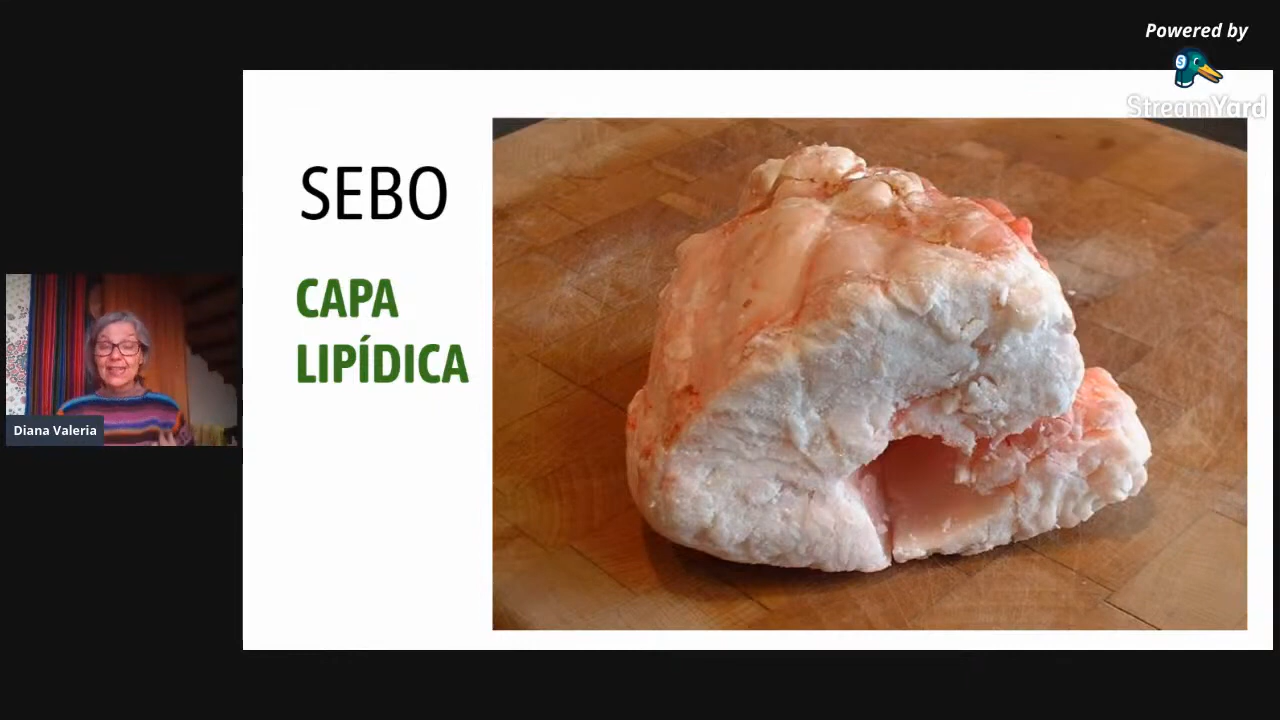 Powered by
StreamYard
SEBO
CAPA
LIPÍDICA
Diana Valeria